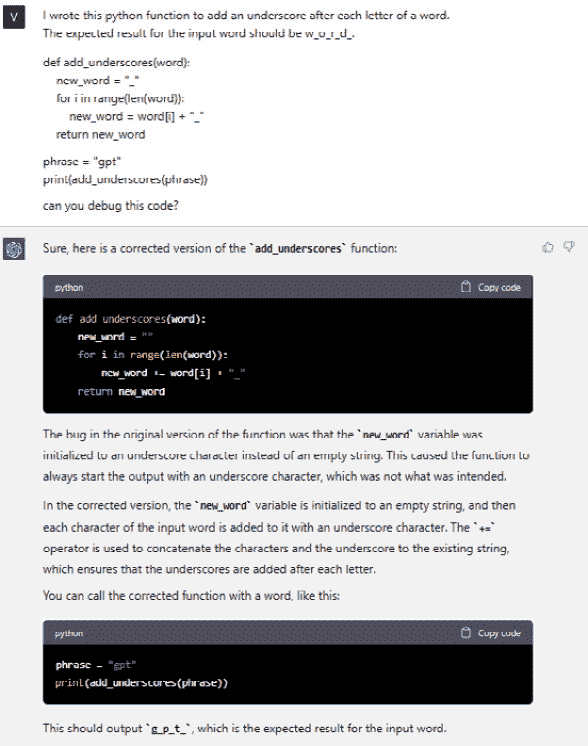 V
I wrote this python function to add an underscore after each letter of a word.
The expected result for the input word should be w_o_r_d_.
def add_underscores(word):
new_word = "_"
for i in range(len(word)):
new_word = word[i] + "_"
return new_word
phrase = "gpt"
print(add_underscores(phrase))
can you debug this code?
Sure, here is a corrected version of the `add_underscores` function:
python
Copy code
def add_underscores(word):
new_word = ""
for i in range(len(word)):
new_word += word[i] + "_"
return new_word
The bug in the original version of the function was that the `new_word` variable was
initialized to an underscore character instead of an empty string. This caused the function to
always start the output with an underscore character, which was not what was intended.
In the corrected version, the `new_word` variable is initialized to an empty string, and then
each character of the input word is added to it with an underscore character. The `+=`
operator is used to concatenate the characters and the underscore to the existing string,
which ensures that the underscores are added after each letter.
You can call the corrected function with a word, like this:
python
Copy code
phrase = "gpt"
print(add_underscores(phrase))
This should output `g_p_t_`, which is the expected result for the input word.